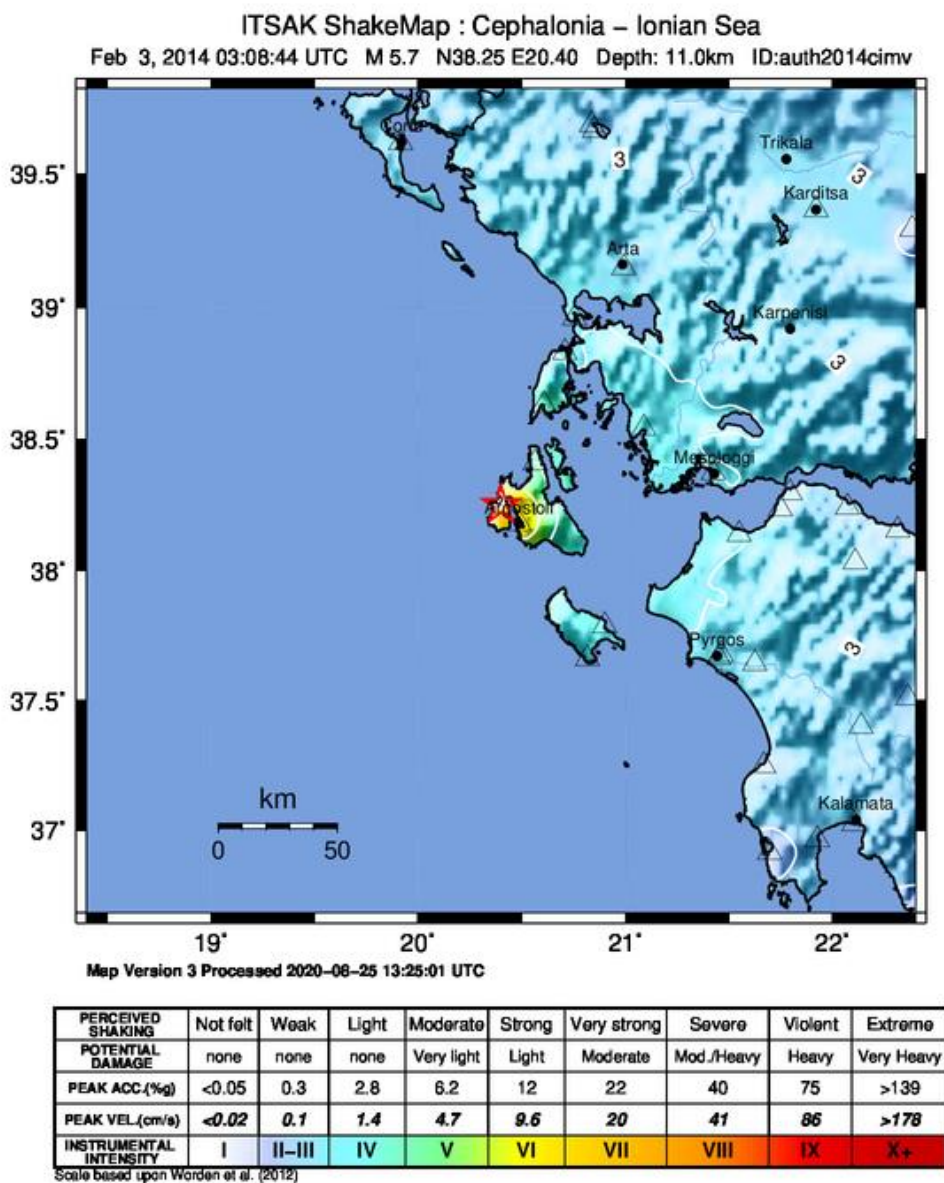 ITSAK ShakeMap : Cephalonia – Ionian Sea
Feb 3, 2014 03:08:44 UTC M 5.7 N38.25 E20.40 Depth: 11.0km ID:auth2014cimv
39.5°
39°
38.5°
38°
37.5°
37°
Corfu
Trikala
3
3
Karditsa
Arta
Karpenisi
3
Mesologgi
Argostoli
3
Pyrgos
Kalamata
km
0 50
19° 20° 21° 22°
Map Version 3 Processed 2020–06–25 13:25:01 UTC
PERCEIVED SHAKING Not felt Weak Light Moderate Strong Very strong Severe Violent Extreme
POTENTIAL DAMAGE none none none Very light Light Moderate Mod./Heavy Heavy Very Heavy
PEAK ACC.(%g) <0.05 0.3 2.8 6.2 12 22 40 75 >139
PEAK VEL.(cm/s) <0.02 0.1 1.4 4.7 9.6 20 41 86 >178
INSTRUMENTAL INTENSITY I II–III IV V VI VII VIII IX X+
Scale based upon Worden et al. (2012)